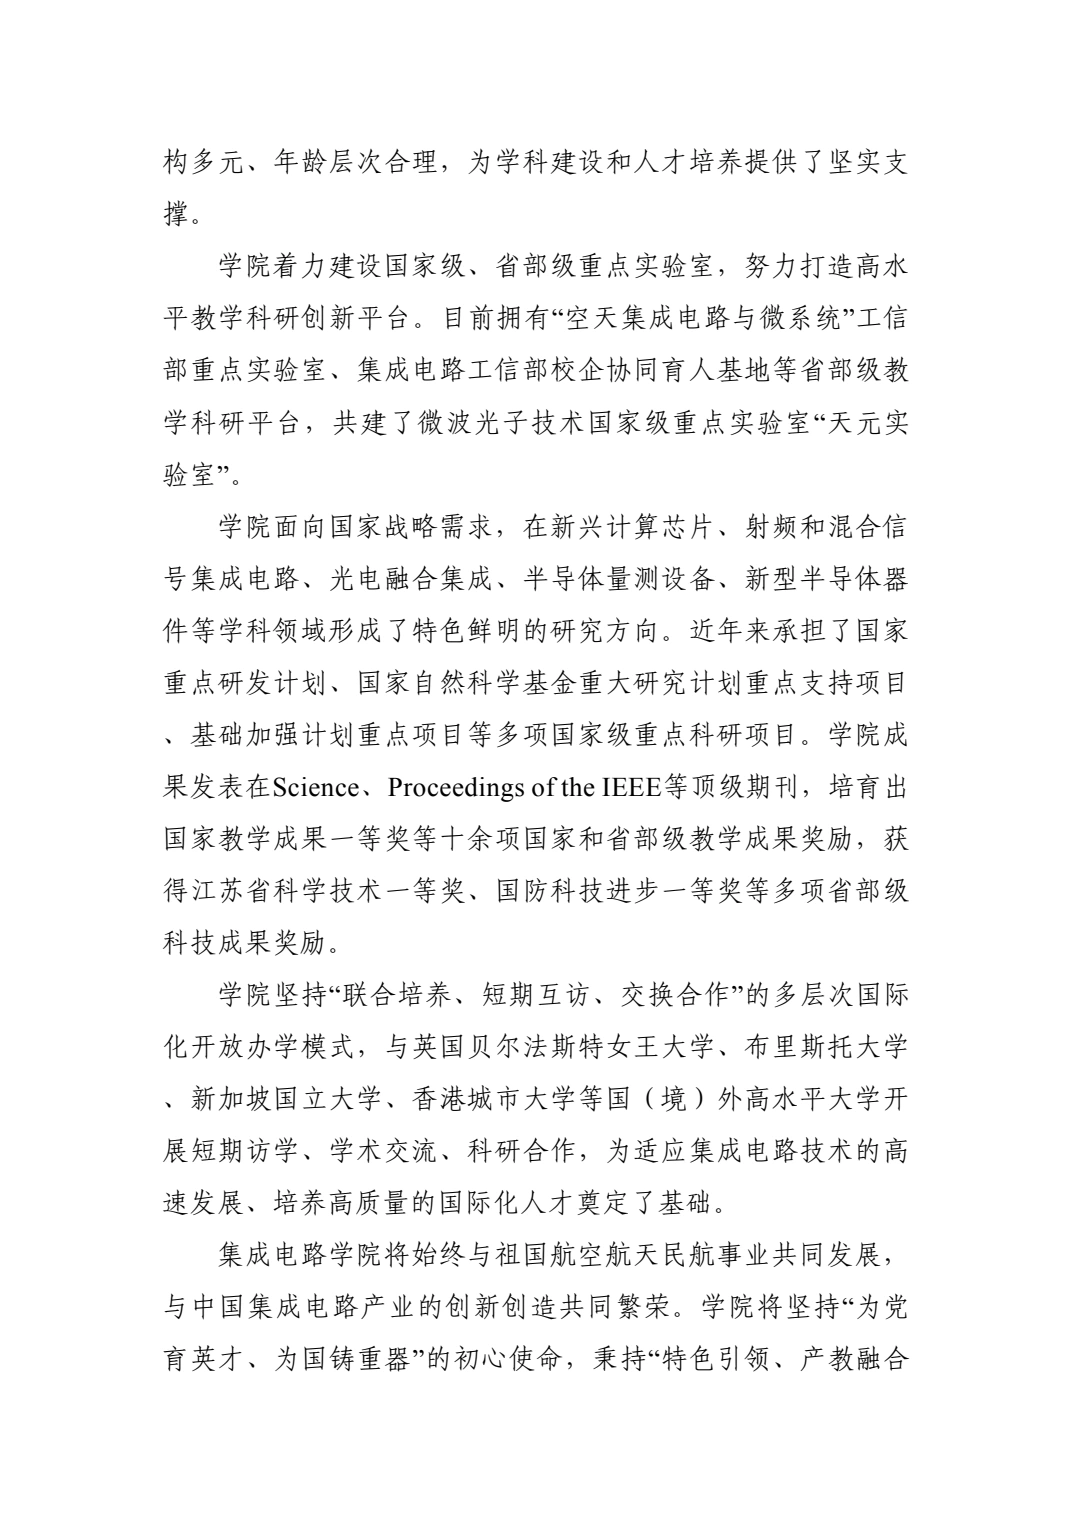 构多元、年龄层次合理，为学科建设和人才培养提供了坚实支
撑。
学院着力建设国家级、省部级重点实验室，努力打造高水
平教学科研创新平台。目前拥有“空天集成电路与微系统”工信
部重点实验室、集成电路工信部校企协同育人基地等省部级教
学科研平台，共建了微波光子技术国家级重点实验室“天元实
验室”。
学院面向国家战略需求，在新兴计算芯片、射频和混合信
号集成电路、光电融合集成、半导体量测设备、新型半导体器
件等学科领域形成了特色鲜明的研究方向。近年来承担了国家
重点研发计划、国家自然科学基金重大研究计划重点支持项目
、基础加强计划重点项目等多项国家级重点科研项目。学院成
果发表在Science、Proceedings of the IEEE等顶级期刊，培育出
国家教学成果一等奖等十余项国家和省部级教学成果奖励，获
得江苏省科学技术一等奖、国防科技进步一等奖等多项省部级
科技成果奖励。
学院坚持“联合培养、短期互访、交换合作”的多层次国际
化开放办学模式，与英国贝尔法斯特女王大学、布里斯托大学
、新加坡国立大学、香港城市大学等国（境）外高水平大学开
展短期访学、学术交流、科研合作，为适应集成电路技术的高
速发展、培养高质量的国际化人才奠定了基础。
集成电路学院将始终与祖国航空航天民航事业共同发展，
与中国集成电路产业的创新创造共同繁荣。学院将坚持“为党
育英才、为国铸重器”的初心使命，秉持“特色引领、产教融合